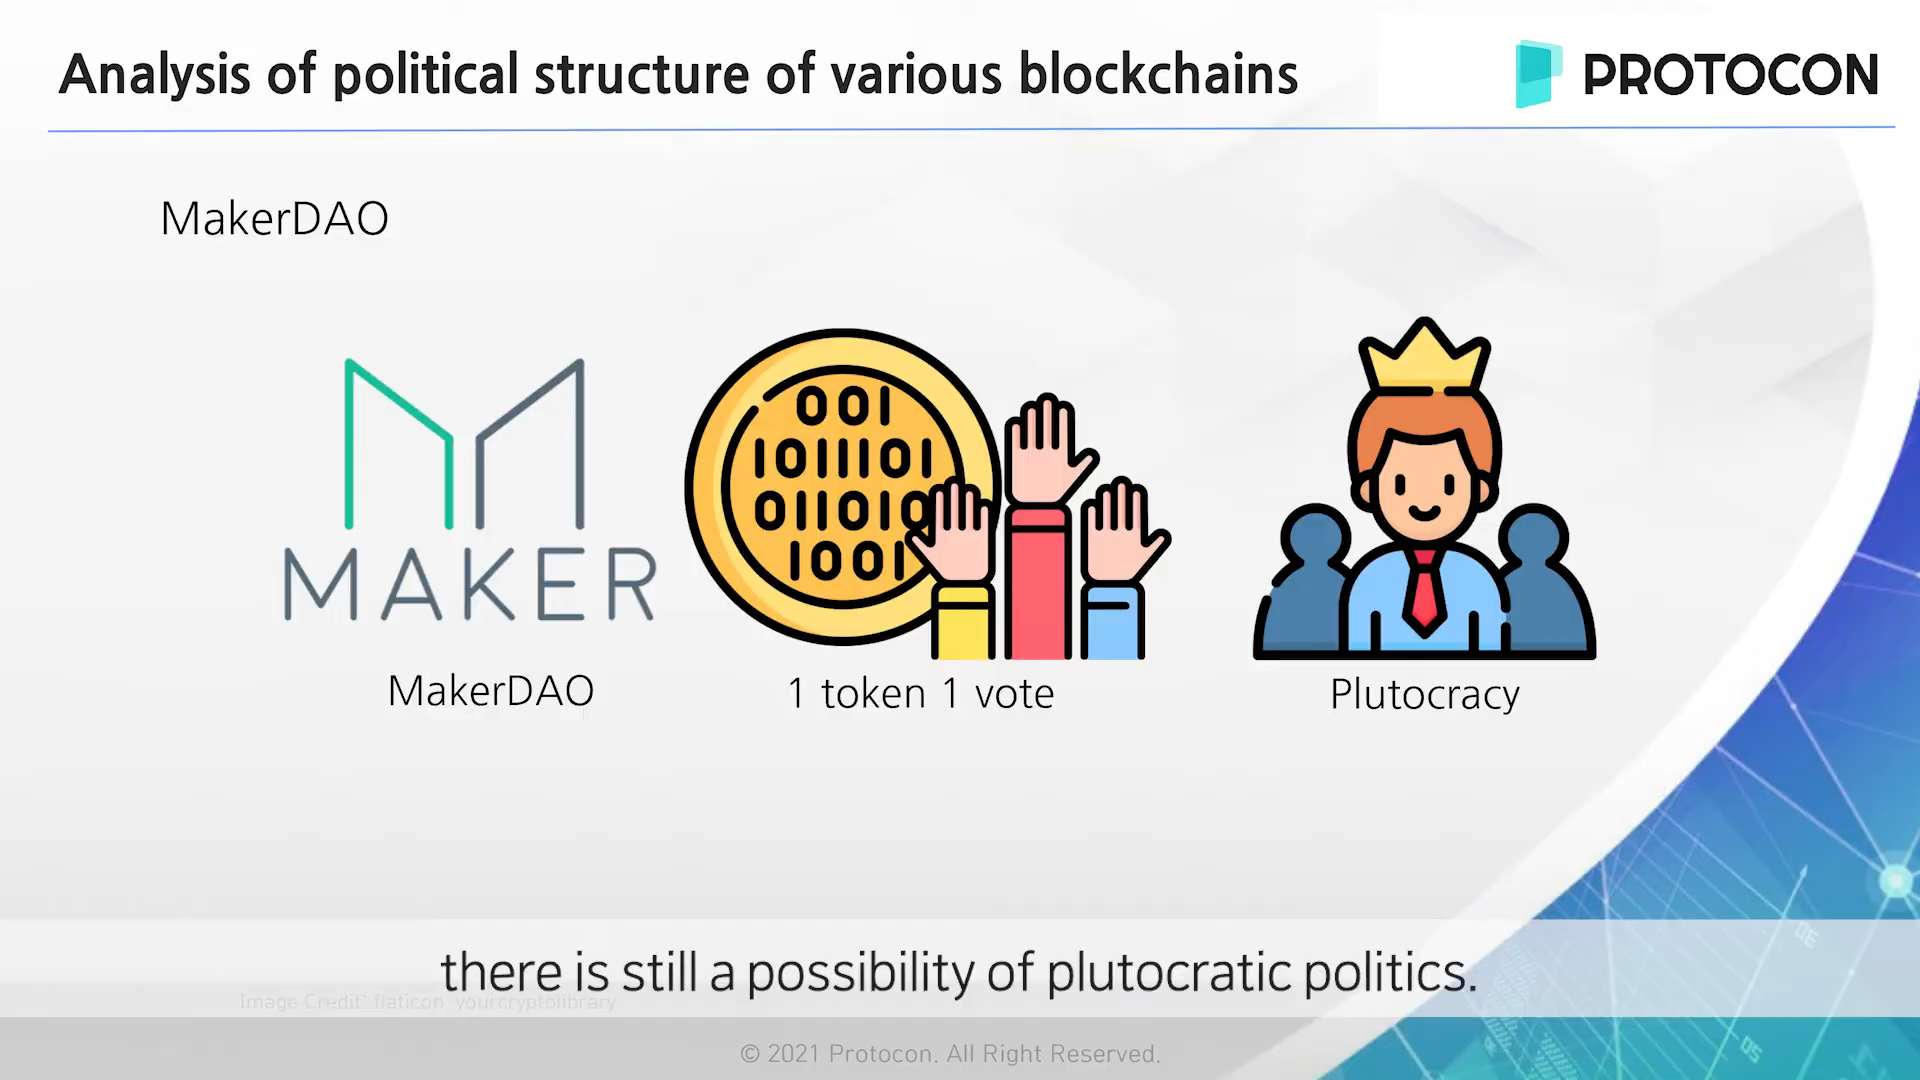 Analysis of political structure of various blockchains
PROTOCON
MakerDAO
001
1011101
011010
1001
MAKER
MakerDAO
1 token 1 vote
Plutocracy
there is still a possibility of plutocratic politics.
Image Credit: flaticon, yourcryptolibrary
© 2021 Protocon. All Right Reserved.